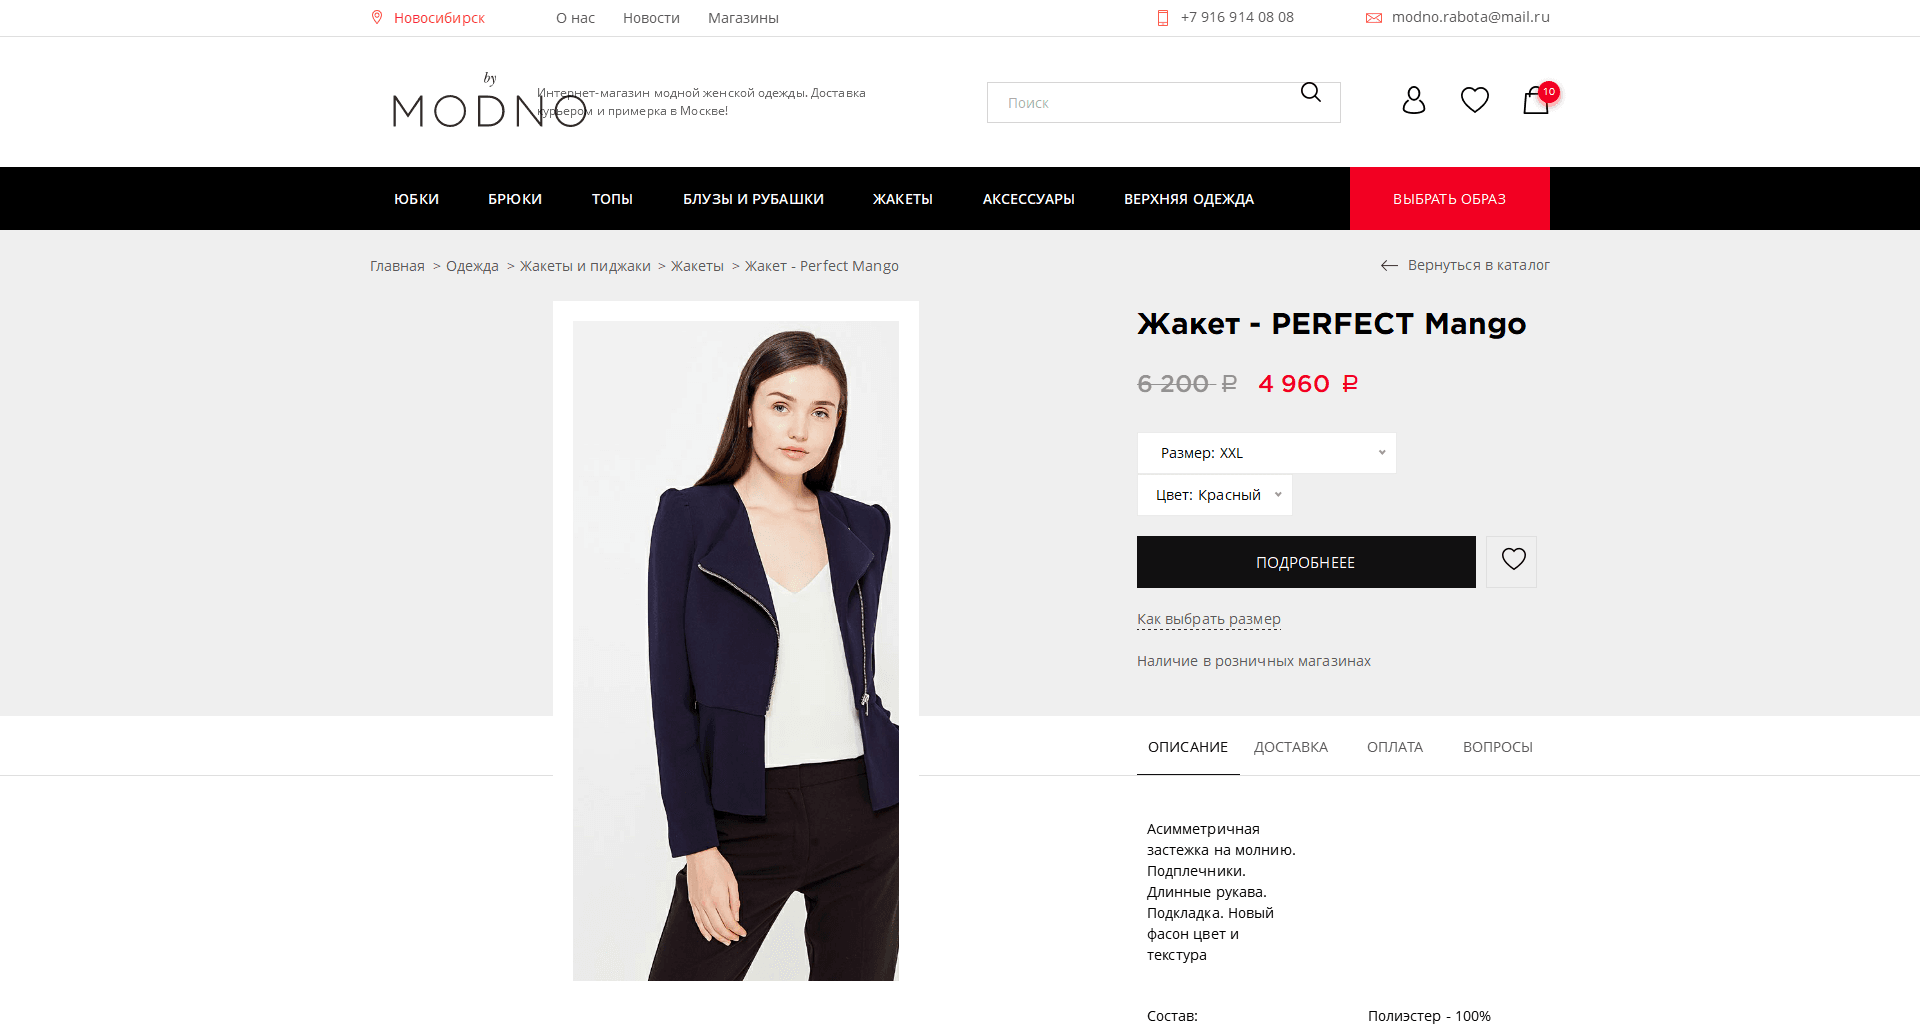 Новосибирск
О нас
Новости
Магазины
+7 916 914 08 08
modno.rabota@mail.ru
by
MODNO
Интернет-магазин модной женской одежды. Доставка
курьером и примерка в Москве!
Поиск
10
ЮБКИ
БРЮКИ
ТОПЫ
БЛУЗЫ И РУБАШКИ
ЖАКЕТЫ
АКСЕССУАРЫ
ВЕРХНЯЯ ОДЕЖДА
ВЫБРАТЬ ОБРАЗ
Главная > Одежда > Жакеты и пиджаки > Жакеты > Жакет - Perfect Mango
Вернуться в каталог
Жакет - PERFECT Mango
6 200 ₽ 4 960 ₽
Размер: XXL
Цвет: Красный
ПОДРОБНЕЕЕ
Как выбрать размер
Наличие в розничных магазинах
ОПИСАНИЕ
ДОСТАВКА
ОПЛАТА
ВОПРОСЫ
Асимметричная
застежка на молнию.
Подплечники.
Длинные рукава.
Подкладка. Новый
фасон цвет и
текстура
Состав:
Полиэстер - 100%